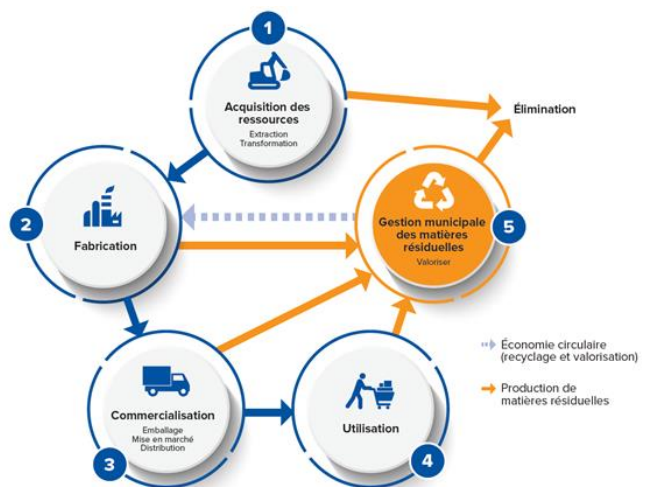 1
Acquisition des
ressources
Extraction
Transformation
Élimination
2
Fabrication
Gestion municipale
des matières
résiduelles
Valoriser
5
Commercialisation
Emballage
Mise en marché
Distribution
3
Utilisation
4
Économie circulaire
(recyclage et valorisation)
Production de
matières résiduelles